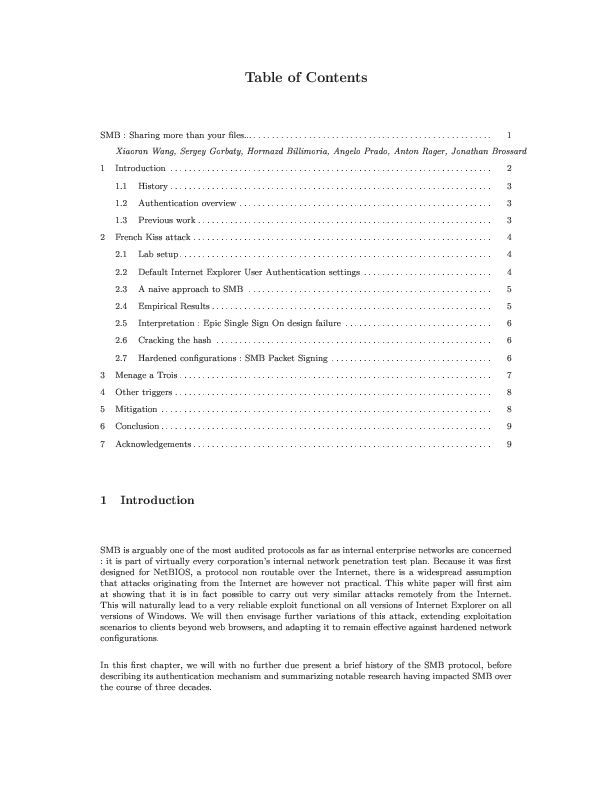 Table of Contents
SMB : Sharing more than your files... . . . . . . . . . . . . . . . . . . . . . . . . . . . . . . . . . . . . . . . . . . . . . . . . 1
Xiaoran Wang, Sergey Gorbaty, Hormazd Billimoria, Angelo Prado, Anton Rager, Jonathan Brossard
1 Introduction . . . . . . . . . . . . . . . . . . . . . . . . . . . . . . . . . . . . . . . . . . . . . . . . . . . . . . . . . . . . . . . . 2
1.1 History . . . . . . . . . . . . . . . . . . . . . . . . . . . . . . . . . . . . . . . . . . . . . . . . . . . . . . . . . . . . . . . . 3
1.2 Authentication overview . . . . . . . . . . . . . . . . . . . . . . . . . . . . . . . . . . . . . . . . . . . . . . . . . . 3
1.3 Previous work . . . . . . . . . . . . . . . . . . . . . . . . . . . . . . . . . . . . . . . . . . . . . . . . . . . . . . . . . . 3
2 French Kiss attack . . . . . . . . . . . . . . . . . . . . . . . . . . . . . . . . . . . . . . . . . . . . . . . . . . . . . . . . . . . 4
2.1 Lab setup . . . . . . . . . . . . . . . . . . . . . . . . . . . . . . . . . . . . . . . . . . . . . . . . . . . . . . . . . . . . . . 4
2.2 Default Internet Explorer User Authentication settings . . . . . . . . . . . . . . . . . . . . . . . . . . 4
2.3 A naive approach to SMB . . . . . . . . . . . . . . . . . . . . . . . . . . . . . . . . . . . . . . . . . . . . . . . . 5
2.4 Empirical Results . . . . . . . . . . . . . . . . . . . . . . . . . . . . . . . . . . . . . . . . . . . . . . . . . . . . . . . 5
2.5 Interpretation : Epic Single Sign On design failure . . . . . . . . . . . . . . . . . . . . . . . . . . . . . 6
2.6 Cracking the hash . . . . . . . . . . . . . . . . . . . . . . . . . . . . . . . . . . . . . . . . . . . . . . . . . . . . . . 6
2.7 Hardened configurations : SMB Packet Signing . . . . . . . . . . . . . . . . . . . . . . . . . . . . . . . . 6
3 Menage a Trois . . . . . . . . . . . . . . . . . . . . . . . . . . . . . . . . . . . . . . . . . . . . . . . . . . . . . . . . . . . . . . 7
4 Other triggers . . . . . . . . . . . . . . . . . . . . . . . . . . . . . . . . . . . . . . . . . . . . . . . . . . . . . . . . . . . . . . . 8
5 Mitigation . . . . . . . . . . . . . . . . . . . . . . . . . . . . . . . . . . . . . . . . . . . . . . . . . . . . . . . . . . . . . . . . . . 8
6 Conclusion . . . . . . . . . . . . . . . . . . . . . . . . . . . . . . . . . . . . . . . . . . . . . . . . . . . . . . . . . . . . . . . . . 9
7 Acknowledgements . . . . . . . . . . . . . . . . . . . . . . . . . . . . . . . . . . . . . . . . . . . . . . . . . . . . . . . . . . . 9
1 Introduction
SMB is arguably one of the most audited protocols as far as internal enterprise networks are concerned
: it is part of virtually every corporation's internal network penetration test plan. Because it was first
designed for NetBIOS, a protocol non routable over the Internet, there is a widespread assumption
that attacks originating from the Internet are however not practical. This white paper will first aim
at showing that it is in fact possible to carry out very similar attacks remotely from the Internet.
This will naturally lead to a very reliable exploit functional on all versions of Internet Explorer on all
versions of Windows. We will then envisage further variations of this attack, extending exploitation
scenarios to clients beyond web browsers, and adapting it to remain effective against hardened network
configurations.
In this first chapter, we will with no further due present a brief history of the SMB protocol, before
describing its authentication mechanism and summarizing notable research having impacted SMB over
the course of three decades.